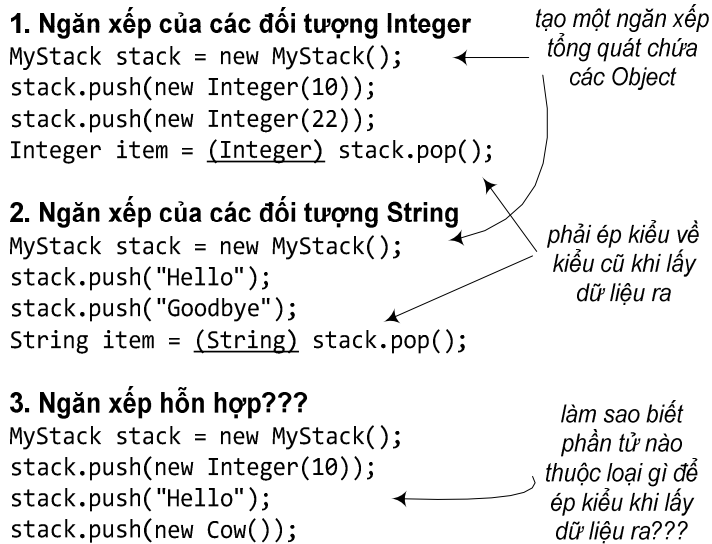 1. Ngăn xếp của các đối tượng Integer
MyStack stack = new MyStack();
stack.push(new Integer(10));
stack.push(new Integer(22));
Integer item = (Integer) stack.pop();
tạo một ngăn xếp
tổng quát chứa
các Object
2. Ngăn xếp của các đối tượng String
MyStack stack = new MyStack();
stack.push("Hello");
stack.push("Goodbye");
String item = (String) stack.pop();
phải ép kiểu về
kiểu cũ khi lấy
dữ liệu ra
3. Ngăn xếp hỗn hợp???
MyStack stack = new MyStack();
stack.push(new Integer(10));
stack.push("Hello");
stack.push(new Cow());
làm sao biết
phần tử nào
thuộc loại gì để
ép kiểu khi lấy
dữ liệu ra???